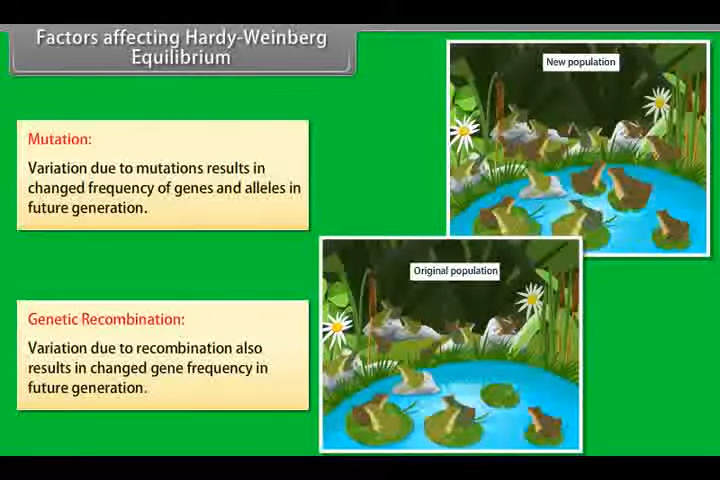 Factors affecting Hardy-Weinberg
Equilibrium
New population
Mutation:
Variation due to mutations results in
changed frequency of genes and alleles in
future generation.
Original population
Genetic Recombination:
Variation due to recombination also
results in changed gene frequency in
future generation.